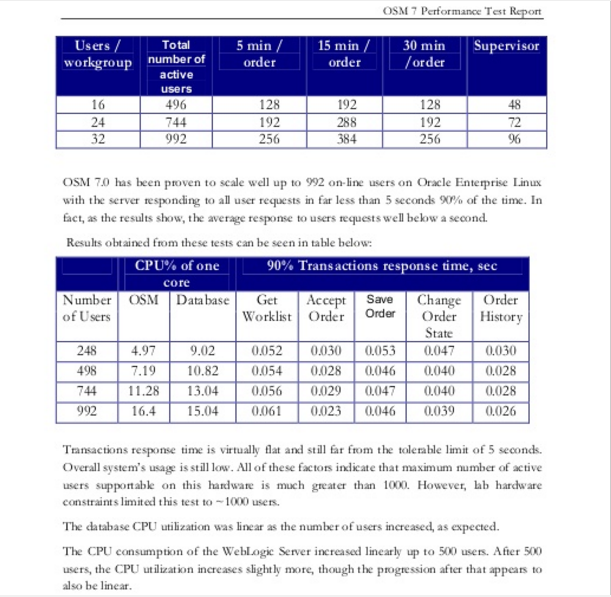 OSM 7 Performance Test Report
Users / workgroup Total number of active users 5 min / order 15 min / order 30 min /order Supervisor
16 496 128 192 128 48
24 744 192 288 192 72
32 992 256 384 256 96
OSM 7.0 has been proven to scale well up to 992 on-line users on Oracle Enterprise Linux
with the server responding to all user requests in far less than 5 seconds 90% of the time. In
fact, as the results show, the average response to users requests well below a second.
Results obtained from these tests can be seen in table below:
CPU% of one core 90% Transactions response time, sec
Number of Users OSM Database Get Worklist Accept Order Save Order Change Order State Order History
248 4.97 9.02 0.052 0.030 0.053 0.047 0.030
498 7.19 10.82 0.054 0.028 0.046 0.040 0.028
744 11.28 13.04 0.056 0.029 0.047 0.040 0.028
992 16.4 15.04 0.061 0.023 0.046 0.039 0.026
Transactions response time is virtually flat and still far from the tolerable limit of 5 seconds.
Overall system's usage is still low. All of these factors indicate that maximum number of active
users supportable on this hardware is much greater than 1000. However, lab hardware
constraints limited this test to ~1000 users.
The database CPU utilization was linear as the number of users increased, as expected.
The CPU consumption of the WebLogic Server increased linearly up to 500 users. After 500
users, the CPU utilization increases slightly more, though the progression after that appears to
also be linear.